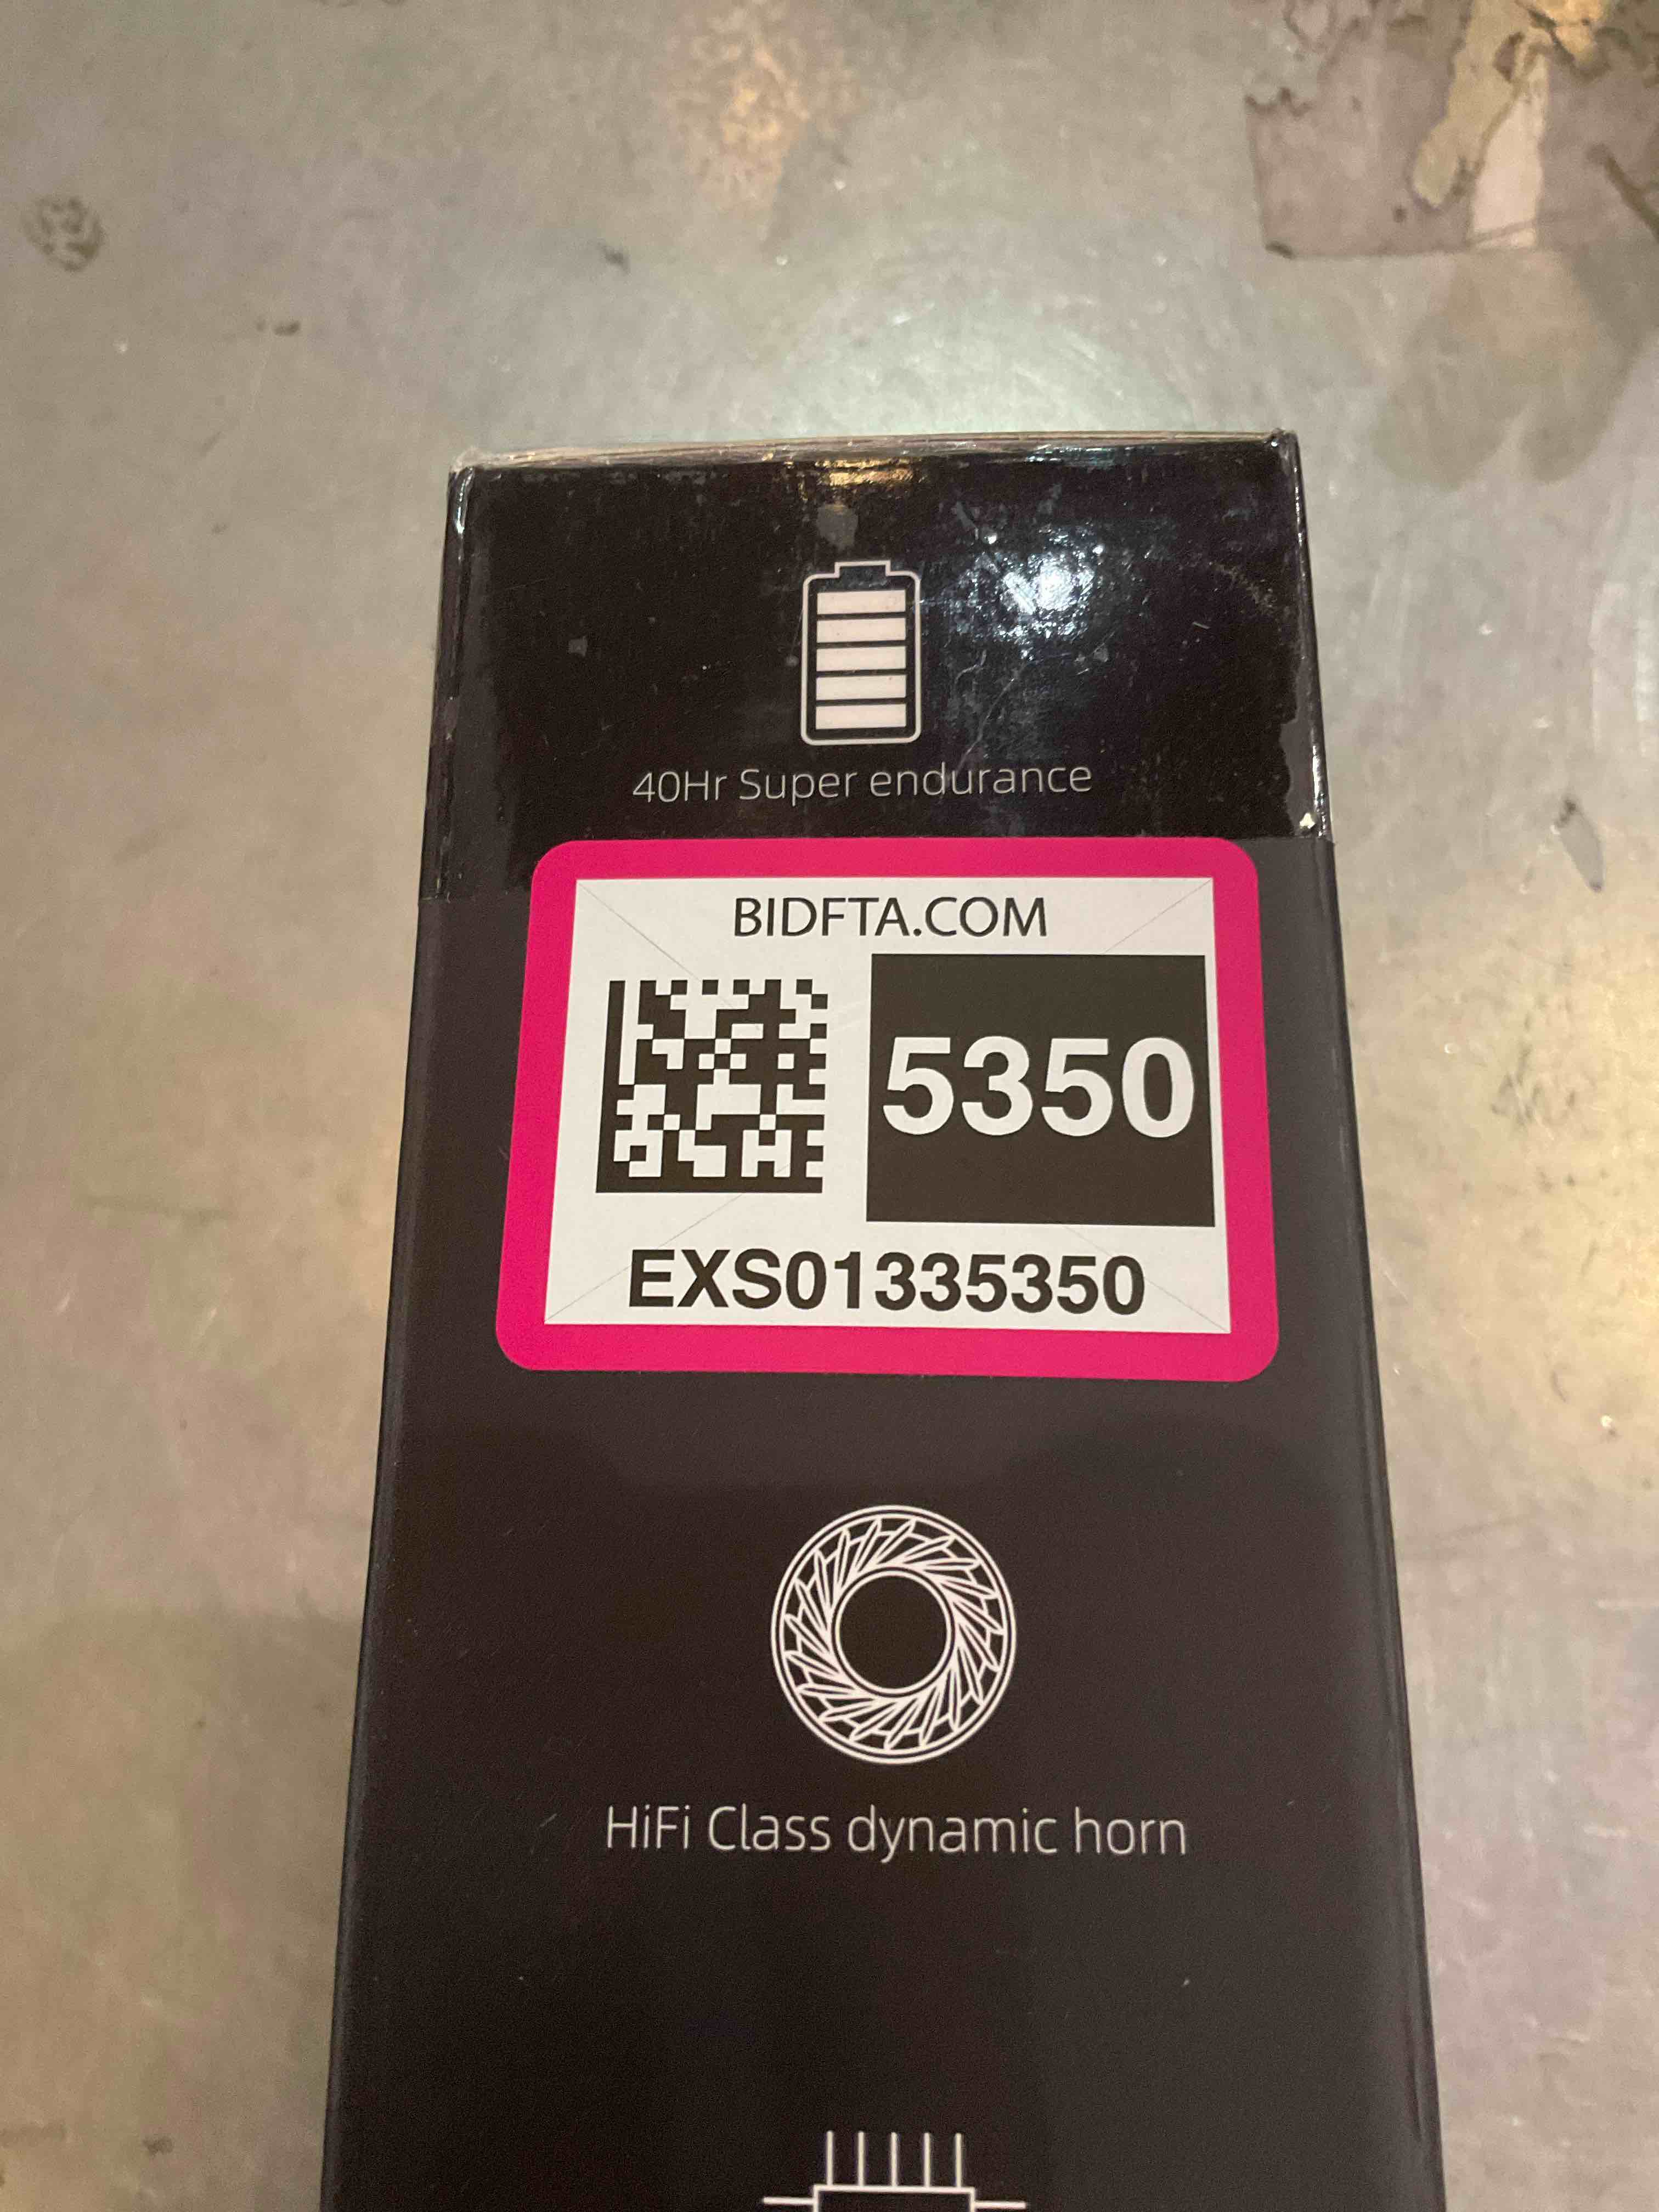 40Hr Super endurance
BIDFTA.COM
5350
EXS01335350
HiFi Class dynamic horn